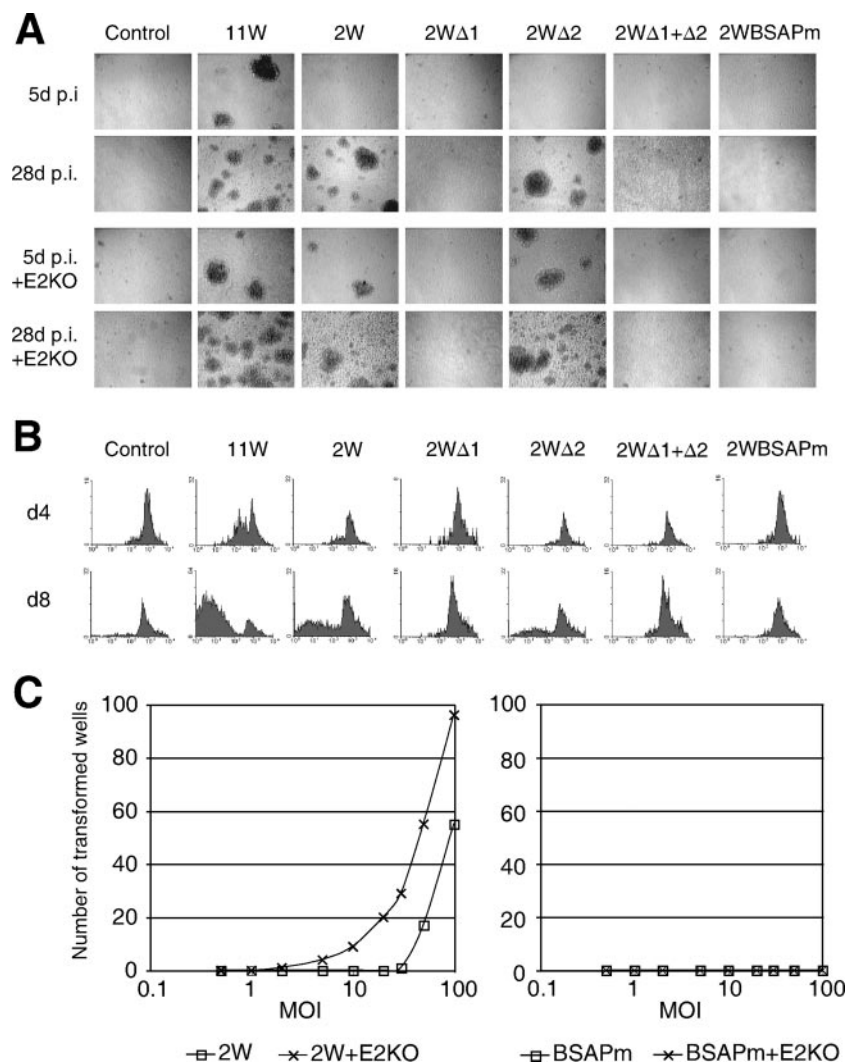 A
Control 11W 2W 2WΔ1 2WΔ2 2WΔ1+Δ2 2WBSAPm
5d p.i
28d p.i.
5d p.i.
+E2KO
28d p.i.
+E2KO
B
Control 11W 2W 2WΔ1 2WΔ2 2WΔ1+Δ2 2WBSAPm
d4
d8
C
Number of transformed wells
100 100
80 80
60 60
40 40
20 20
0 0
0.1 1 10 100 0.1 1 10 100
MOI MOI
2W 2W+E2KO BSAPm BSAPm+E2KO